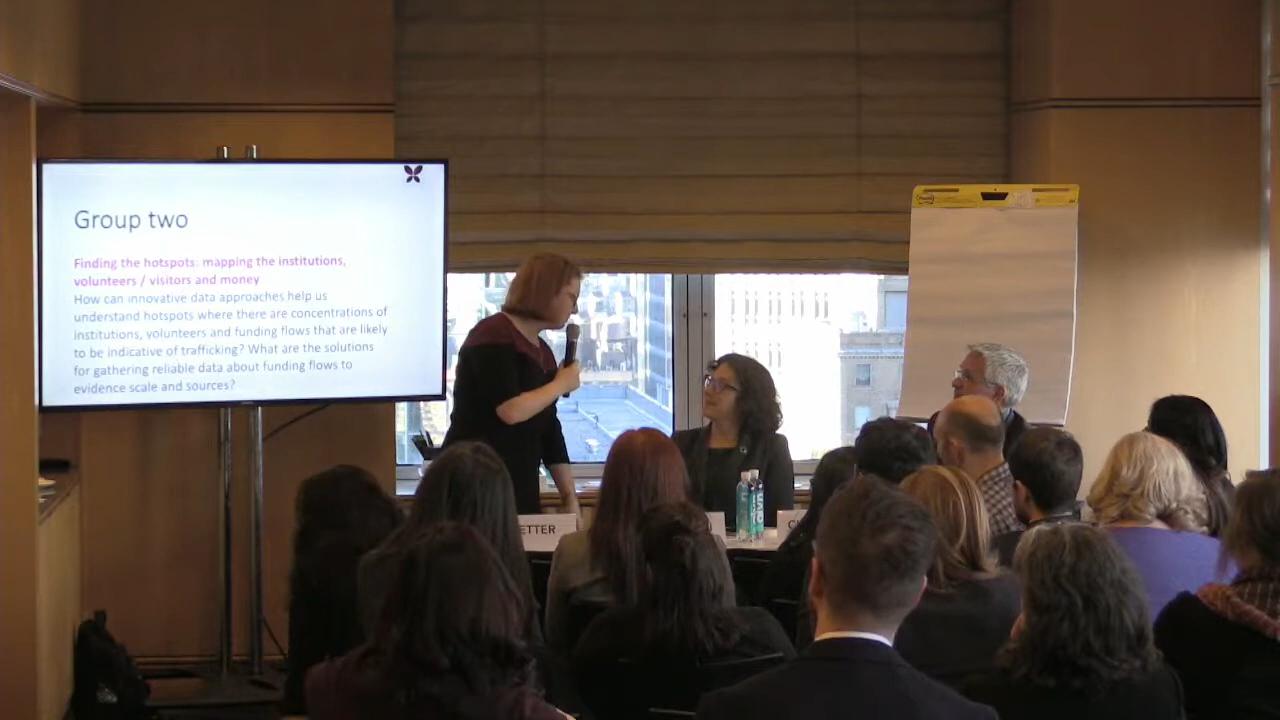 Group two
Finding the hotspots: mapping the institutions,
volunteers / visitors and money
How can innovative data approaches help us
understand hotspots where there are concentrations of
institutions, volunteers and funding flows that are likely
to be indicative of trafficking? What are the solutions
for gathering reliable data about funding flows to
evidence scale and sources?
ETTER